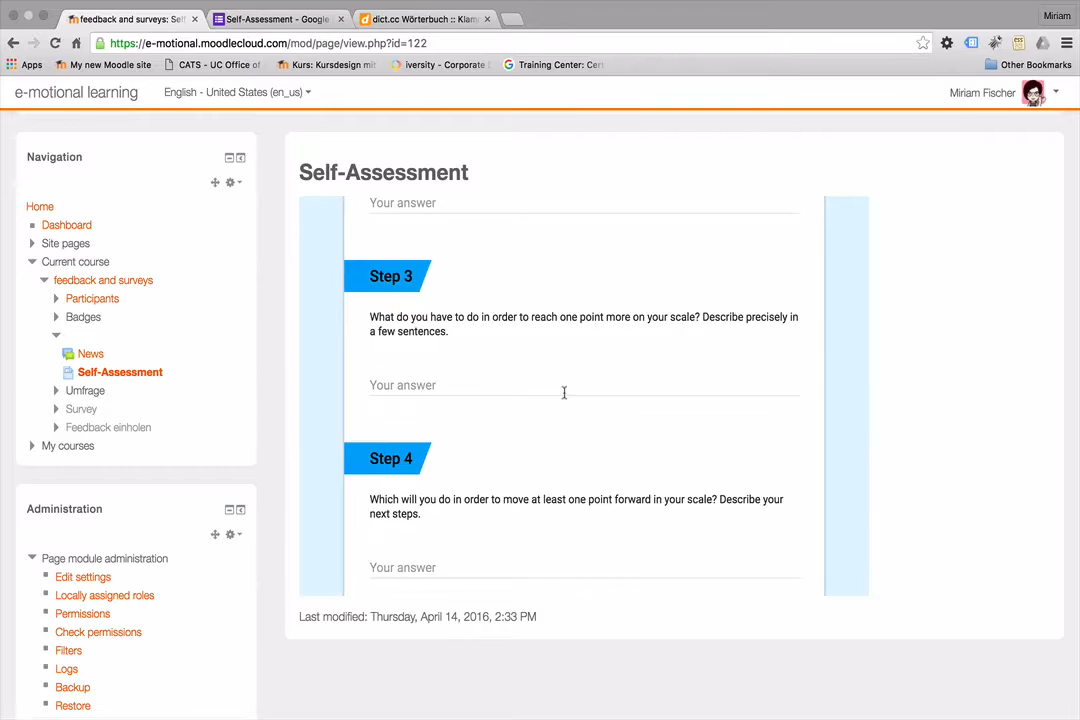 feedback and surveys: Sel
Self-Assessment - Google
dict.cc Wörterbuch :: Klam
Miriam
https://e-motional.moodlecloud.com/mod/page/view.php?id=122
Apps
My new Moodle site
CATS - UC Office of
Kurs: Kursdesign mit
iversity - Corporate
Training Center: Cert
Other Bookmarks
e-motional learning
English - United States (en_us)
Miriam Fischer
Navigation
Home
Dashboard
Site pages
Current course
feedback and surveys
Participants
Badges
News
Self-Assessment
Umfrage
Survey
Feedback einholen
My courses
Administration
Page module administration
Edit settings
Locally assigned roles
Permissions
Check permissions
Filters
Logs
Backup
Restore
Self-Assessment
Your answer
Step 3
What do you have to do in order to reach one point more on your scale? Describe precisely in
a few sentences.
Your answer
Step 4
Which will you do in order to move at least one point forward in your scale? Describe your
next steps.
Your answer
Last modified: Thursday, April 14, 2016, 2:33 PM